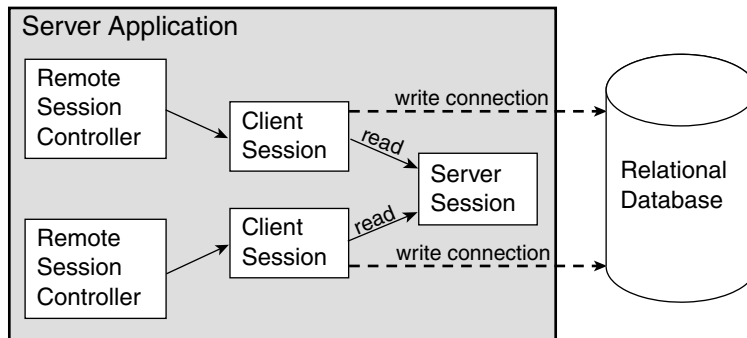 Server Application
Remote
Session
Controller
Client
Session
write connection
read
Server
Session
Relational
Database
Remote
Session
Controller
Client
Session
read
write connection